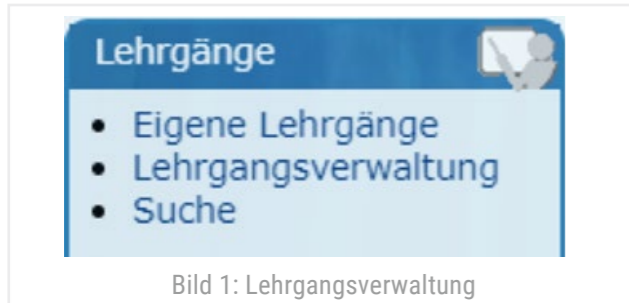 Lehrgänge
Eigene Lehrgänge
Lehrgangsverwaltung
Suche
Bild 1: Lehrgangsverwaltung